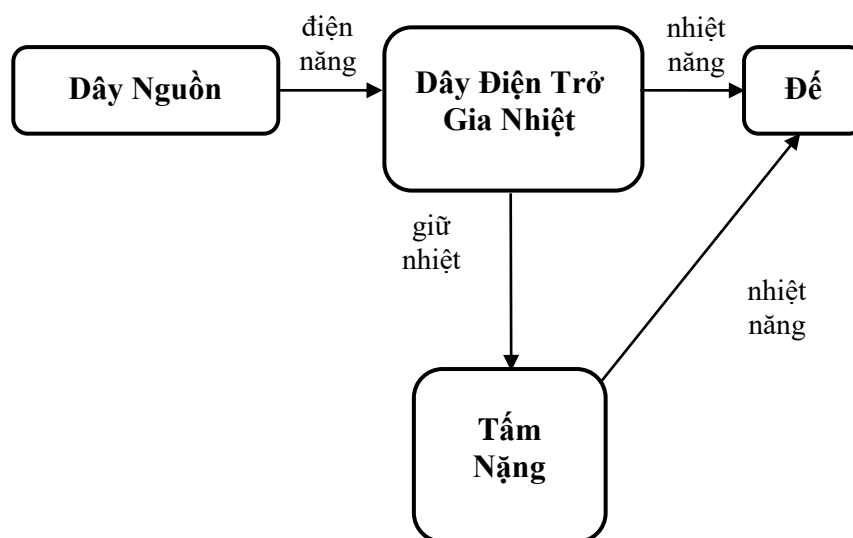 điện
năng
nhiệt
năng
Dây Nguồn
Dây Điện Trở
Gia Nhiệt
Đế
giữ
nhiệt
nhiệt
năng
Tấm
Nặng